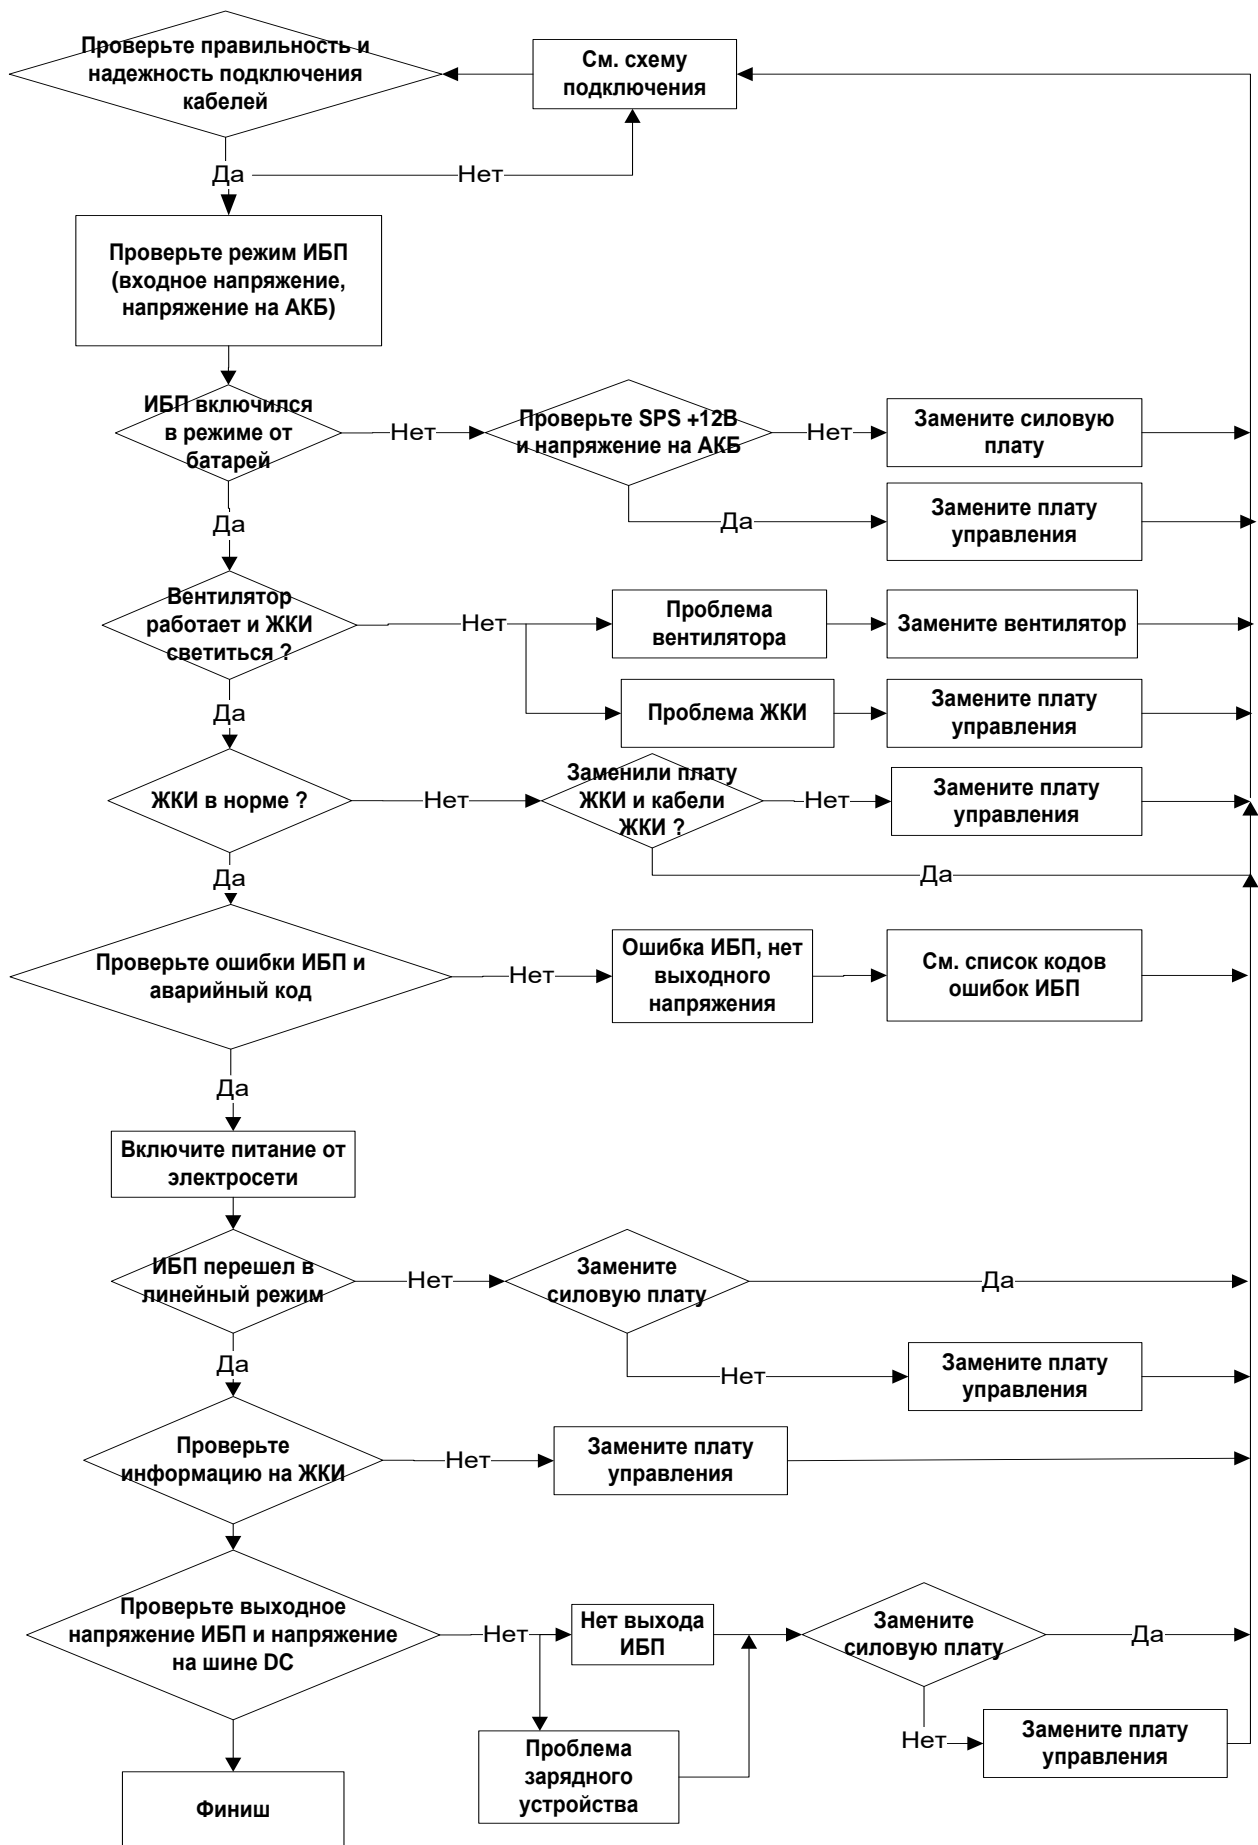 Проверьте правильность и
надежность подключения
кабелей
См. схему
подключения
Да
Нет
Проверьте режим ИБП
(входное напряжение,
напряжение на АКБ)
ИБП включился
в режиме от
батарей
Нет
Проверьте SPS +12В
и напряжение на АКБ
Нет
Замените силовую
плату
Да
Да
Замените плату
управления
Вентилятор
работает и ЖКИ
светиться ?
Нет
Проблема
вентилятора
Замените вентилятор
Проблема ЖКИ
Замените плату
управления
Да
ЖКИ в норме ?
Нет
Заменили плату
ЖКИ и кабели
ЖКИ ?
Нет
Замените плату
управления
Да
Да
Проверьте ошибки ИБП и
аварийный код
Нет
Ошибка ИБП, нет
выходного
напряжения
См. список кодов
ошибок ИБП
Да
Включите питание от
электросети
ИБП перешел в
линейный режим
Нет
Замените
силовую плату
Да
Да
Нет
Замените плату
управления
Проверьте
информацию на ЖКИ
Нет
Замените плату
управления
Проверьте выходное
напряжение ИБП и напряжение
на шине DC
Нет
Нет выхода
ИБП
Замените
силовую плату
Да
Проблема
зарядного
устройства
Нет
Замените плату
управления
Финиш